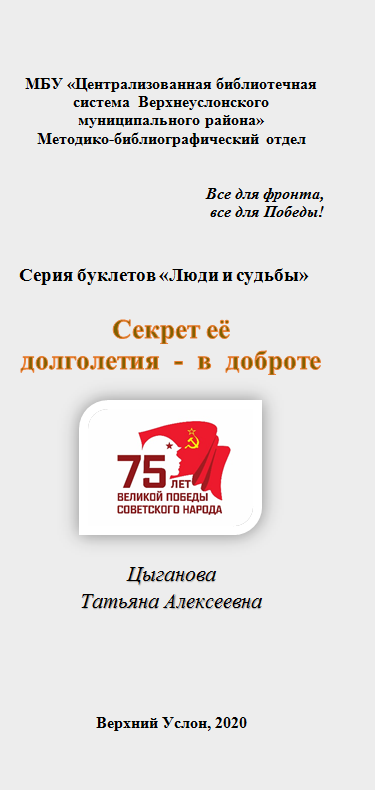 МБУ «Централизованная библиотечная
система Верхнеуслонского
муниципального района»
Методико-библиографический отдел
Все для фронта,
все для Победы!
Серия буклетов «Люди и судьбы»
Секрет её
долголетия - в доброте
75 ЛЕТ
ВЕЛИКОЙ ПОБЕДЫ
СОВЕТСКОГО НАРОДА
Цыганова
Татьяна Алексеевна
Верхний Услон, 2020